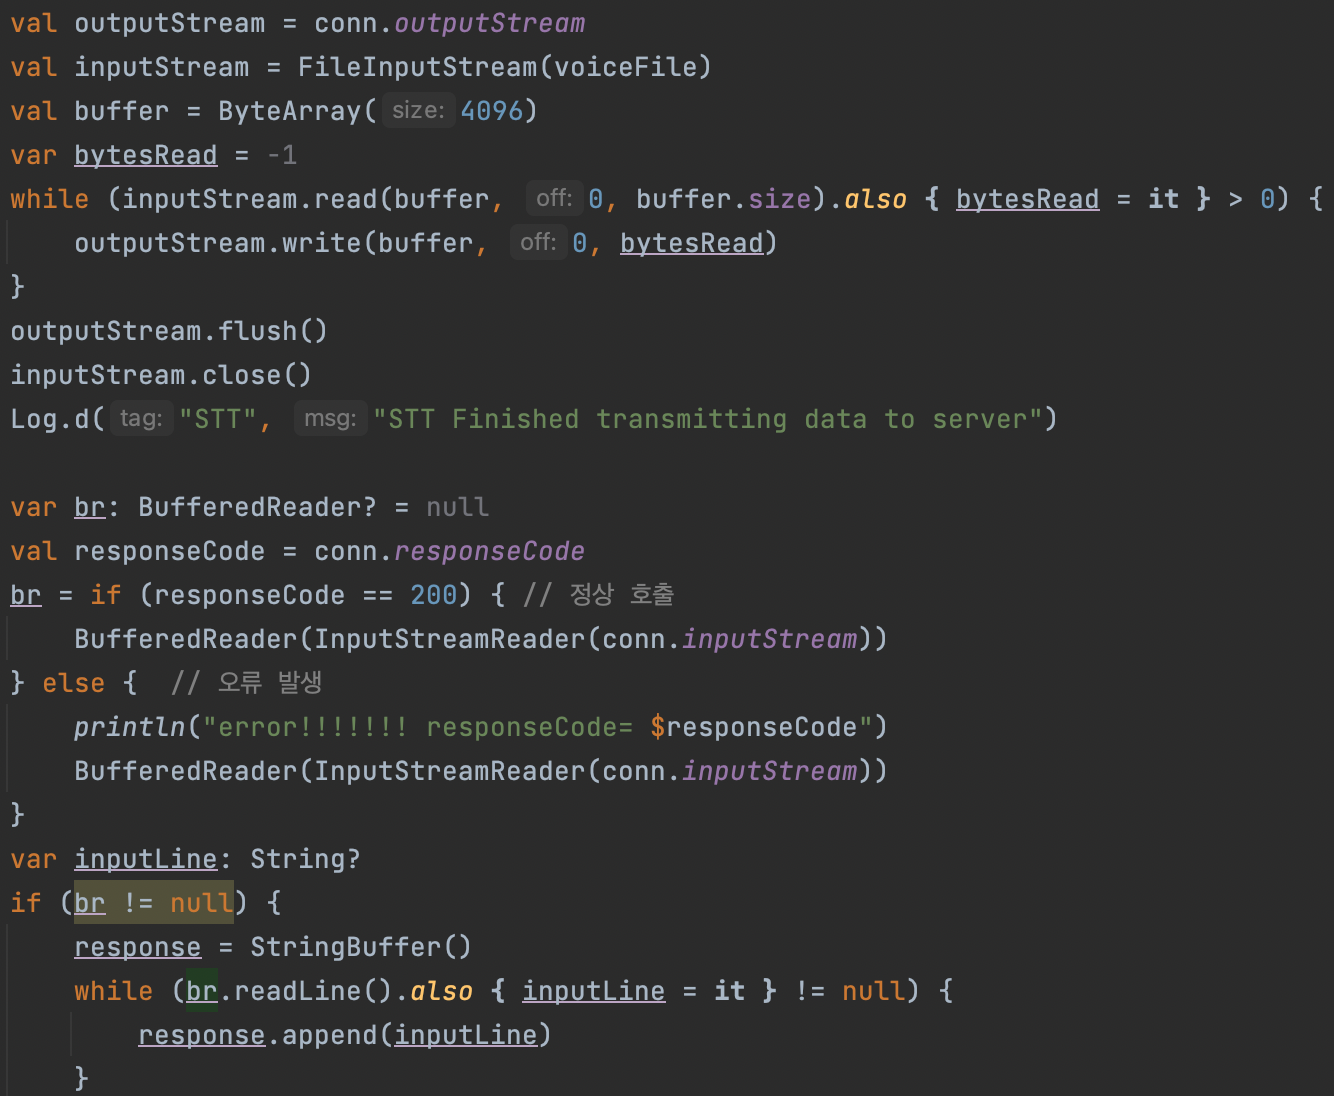 val outputStream = conn.outputStream
val inputStream = FileInputStream(voiceFile)
val buffer = ByteArray( size: 4096)
var bytesRead = -1
while (inputStream.read(buffer, off: 0, buffer.size).also { bytesRead = it } > 0) {
    outputStream.write(buffer, off: 0, bytesRead)
}
outputStream.flush()
inputStream.close()
Log.d( tag: "STT", msg: "STT Finished transmitting data to server")

var br: BufferedReader? = null
val responseCode = conn.responseCode
br = if (responseCode == 200) { // 정상 호출
    BufferedReader(InputStreamReader(conn.inputStream))
} else {  // 오류 발생
    println("error!!!!!!! responseCode= $responseCode")
    BufferedReader(InputStreamReader(conn.inputStream))
}
var inputLine: String?
if (br != null) {
    response = StringBuffer()
    while (br.readLine().also { inputLine = it } != null) {
        response.append(inputLine)
    }